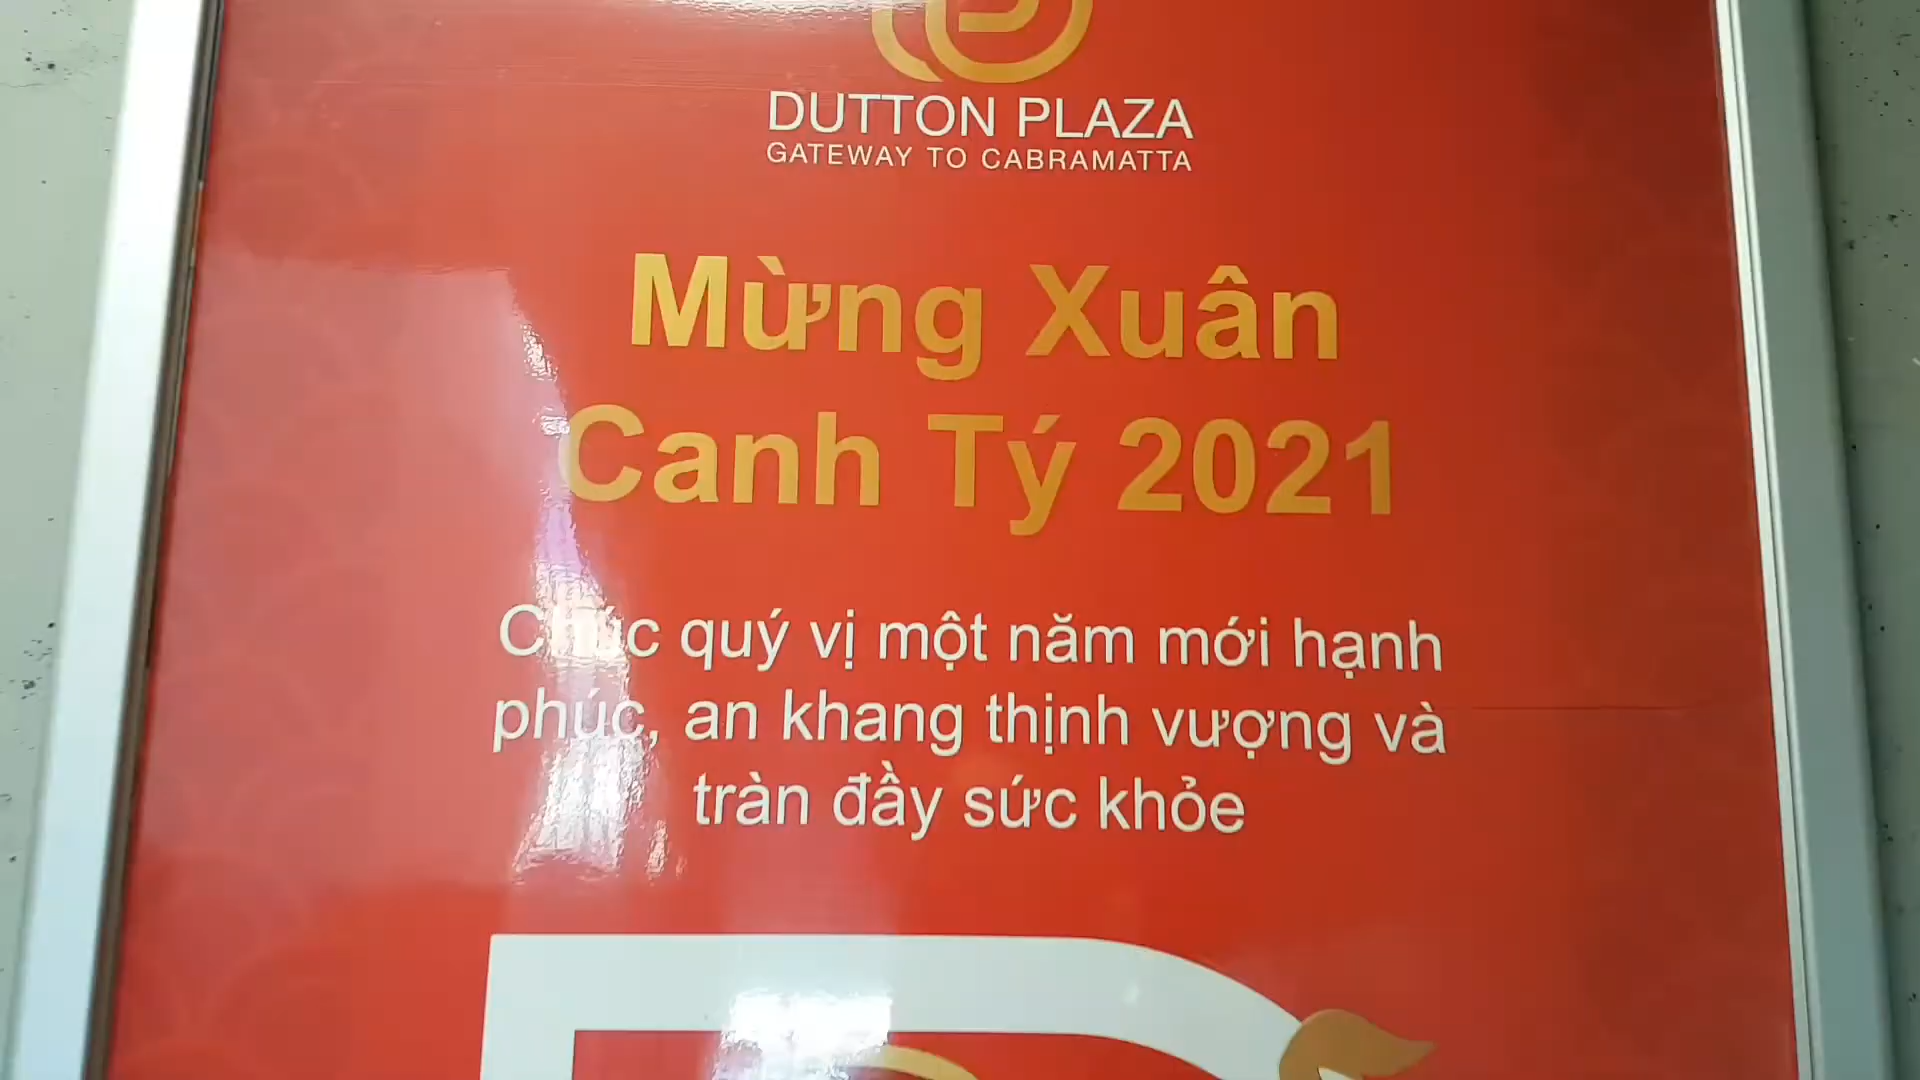 DUTTON PLAZA
GATEWAY TO CABRAMATTA
Mừng Xuân
Canh Tý 2021
Chúc quý vị một năm mới hạnh
phúc, an khang thịnh vượng và
tràn đầy sức khỏe